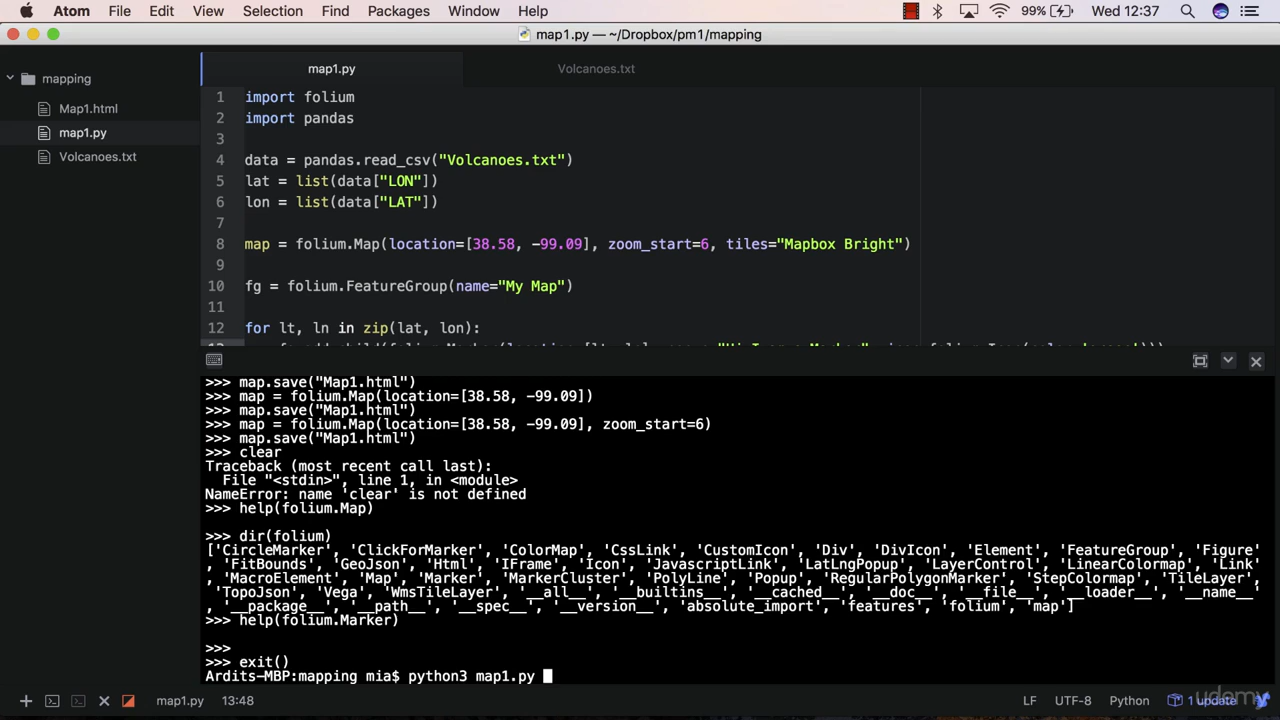 Atom File Edit View Selection Find Packages Window Help 99% Wed 12:37
map1.py — ~/Dropbox/pm1/mapping
mapping
Map1.html
map1.py
Volcanoes.txt
map1.py Volcanoes.txt
1 import folium
2 import pandas
3
4 data = pandas.read_csv("Volcanoes.txt")
5 lat = list(data["LON"])
6 lon = list(data["LAT"])
7
8 map = folium.Map(location=[38.58, -99.09], zoom_start=6, tiles="Mapbox Bright")
9
10 fg = folium.FeatureGroup(name="My Map")
11
12 for lt, ln in zip(lat, lon):
>>> map.save("Map1.html")
>>> map = folium.Map(location=[38.58, -99.09])
>>> map.save("Map1.html")
>>> map = folium.Map(location=[38.58, -99.09], zoom_start=6)
>>> map.save("Map1.html")
>>> clear
Traceback (most recent call last):
File "<stdin>", line 1, in <module>
NameError: name 'clear' is not defined
>>> help(folium.Map)
>>> dir(folium)
['CircleMarker', 'ClickForMarker', 'ColorMap', 'CssLink', 'CustomIcon', 'Div', 'DivIcon', 'Element', 'FeatureGroup', 'Figure'
, 'FitBounds', 'GeoJson', 'Html', 'IFrame', 'Icon', 'JavascriptLink', 'LatLngPopup', 'LayerControl', 'LinearColormap', 'Link'
, 'MacroElement', 'Map', 'Marker', 'MarkerCluster', 'PolyLine', 'Popup', 'RegularPolygonMarker', 'StepColormap', 'TileLayer',
'TopoJson', 'Vega', 'WmsTileLayer', '__all__', '__builtins__', '__cached__', '__doc__', '__file__', '__loader__', '__name__'
, '__package__', '__path__', '__spec__', '__version__', 'absolute_import', 'features', 'folium', 'map']
>>> help(folium.Marker)
>>>
>>> exit()
Ardits-MBP:mapping mia$ python3 map1.py
map1.py 13:48 LF UTF-8 Python 1 update
udemy